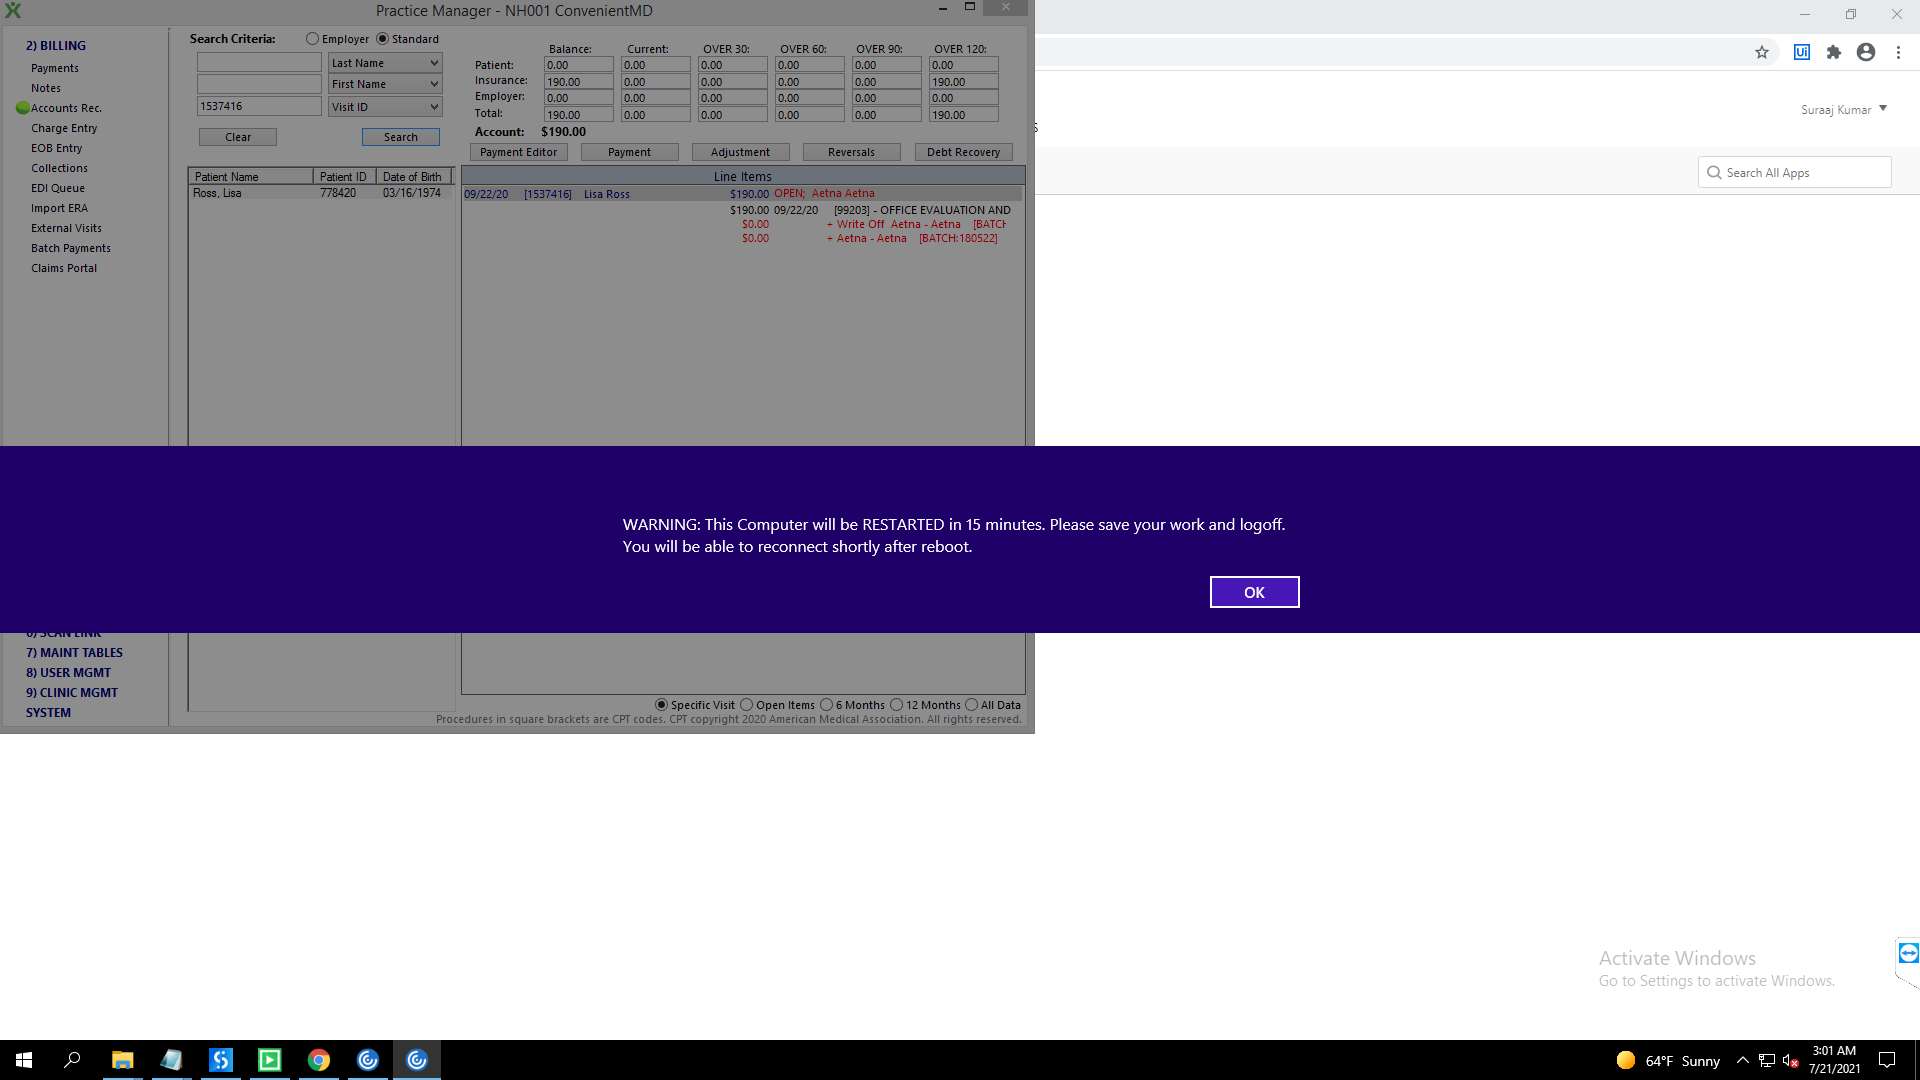 Practice Manager - NH001 ConvenientMD
2) BILLING
Payments
Notes
Accounts Rec.
Charge Entry
EOB Entry
Collections
EDI Queue
Import ERA
External Visits
Batch Payments
Claims Portal
Search Criteria: Employer Standard
Last Name
First Name
1537416 Visit ID
Clear Search
Balance: Current: OVER 30: OVER 60: OVER 90: OVER 120:
Patient: 0.00 0.00 0.00 0.00 0.00 0.00
Insurance: 190.00 0.00 0.00 0.00 0.00 190.00
Employer: 0.00 0.00 0.00 0.00 0.00 0.00
Total: 190.00 0.00 0.00 0.00 0.00 190.00
Account: $190.00
Payment Editor Payment Adjustment Reversals Debt Recovery
Patient Name Patient ID Date of Birth
Ross, Lisa 778420 03/16/1974
Line Items
09/22/20 [1537416] Lisa Ross $190.00 OPEN; Aetna Aetna
$190.00 09/22/20 [99203] - OFFICE EVALUATION AND
$0.00 + Write Off Aetna - Aetna [BATCH
$0.00 + Aetna - Aetna [BATCH:180522]
Ui
Suraaj Kumar
s
Search All Apps
WARNING: This Computer will be RESTARTED in 15 minutes. Please save your work and logoff.
You will be able to reconnect shortly after reboot.
OK
6) SCAN LINK
7) MAINT TABLES
8) USER MGMT
9) CLINIC MGMT
SYSTEM
Specific Visit Open Items 6 Months 12 Months All Data
Procedures in square brackets are CPT codes. CPT copyright 2020 American Medical Association. All rights reserved.
Activate Windows
Go to Settings to activate Windows.
64°F Sunny
3:01 AM
7/21/2021